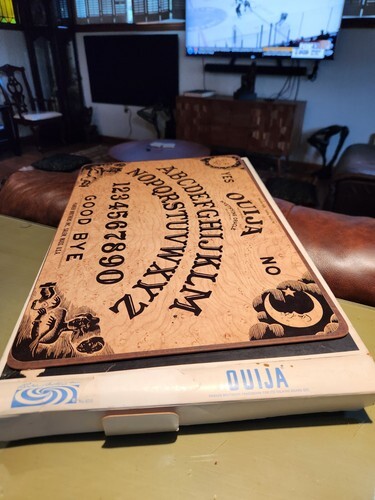 YES
OUIJA
NO
ABCDEFGHIJKLM
NOPQRSTUVWXYZ
1234567890
GOOD BYE
OUIJA